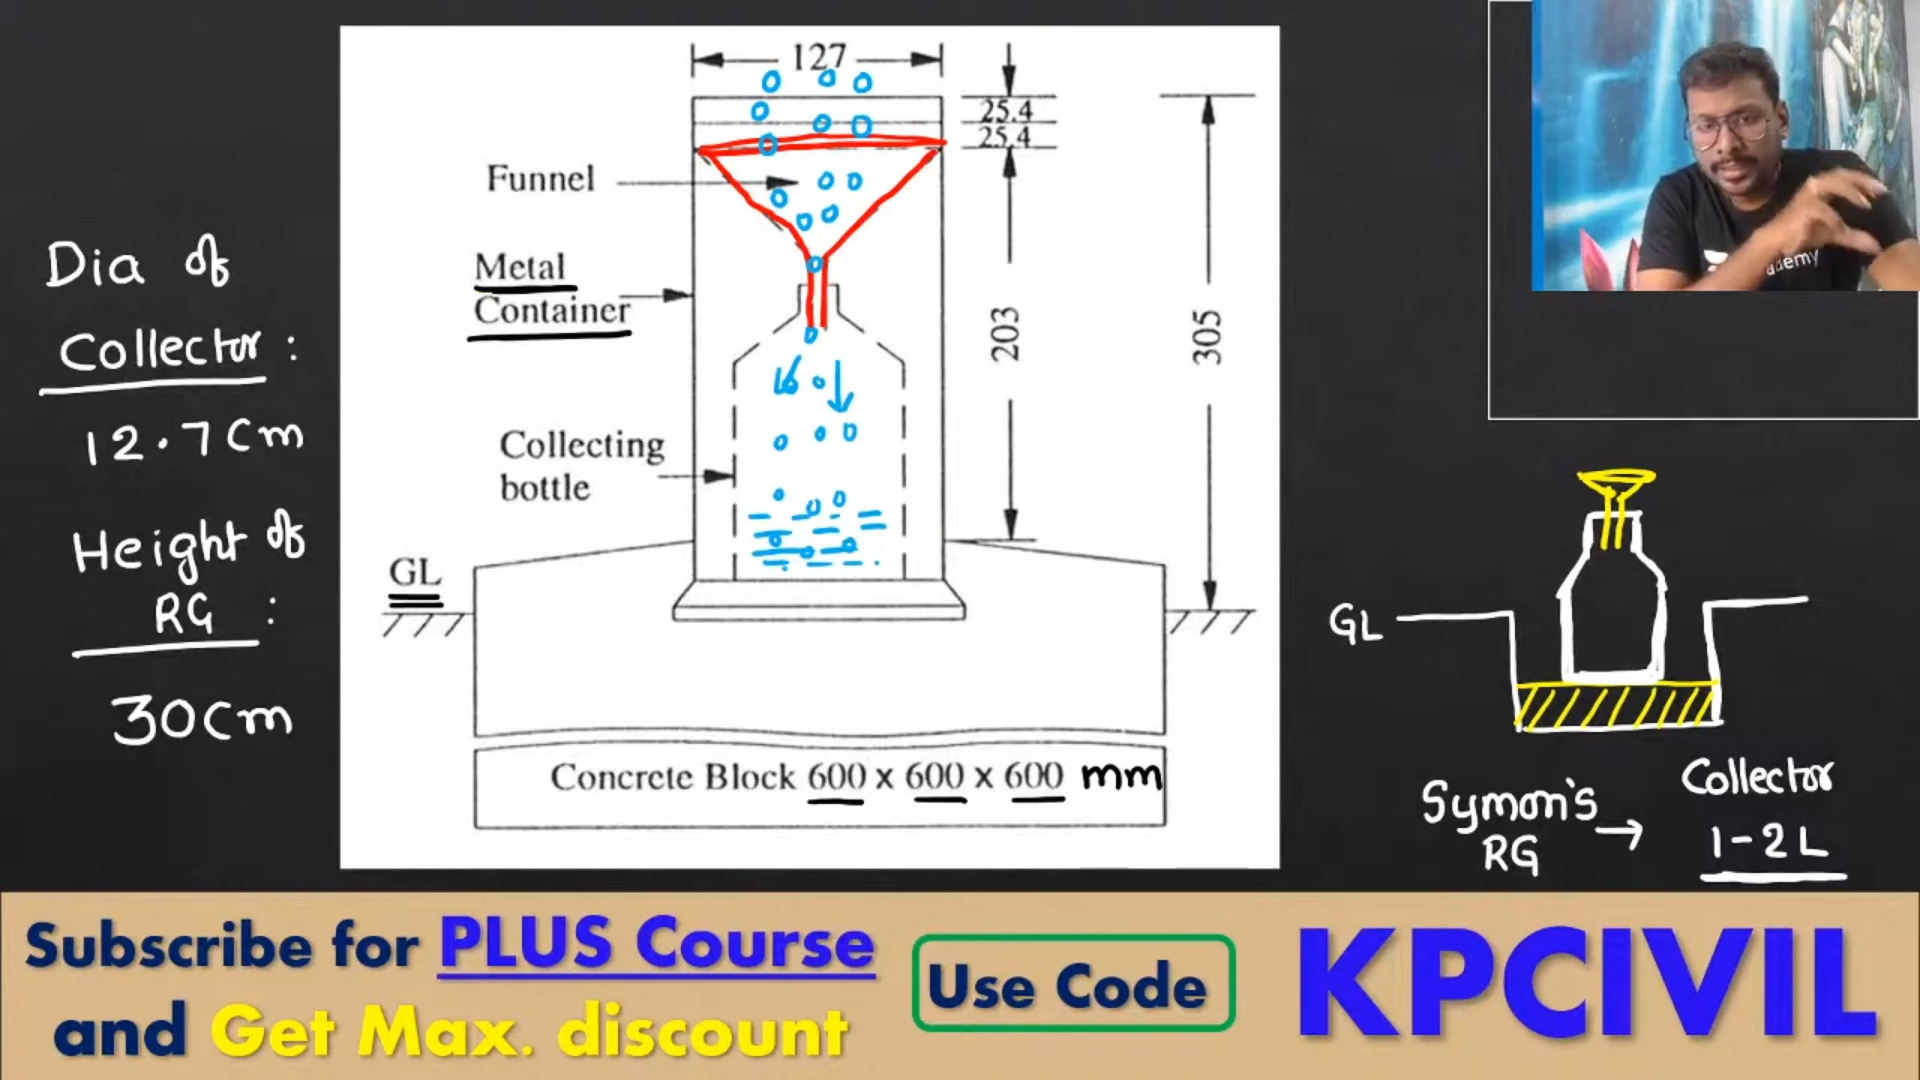 127
25.4
25.4
Funnel
Metal
Container
203
305
Collecting
bottle
GL
Concrete Block 600 x 600 x 600 mm
Dia of
Collector :
12.7 Cm
Height of
RG :
30 Cm
GL
Symon's
RG → Collector
1-2 L
ademy
Subscribe for PLUS Course
and Get Max. discount
Use Code
KPCIVIL